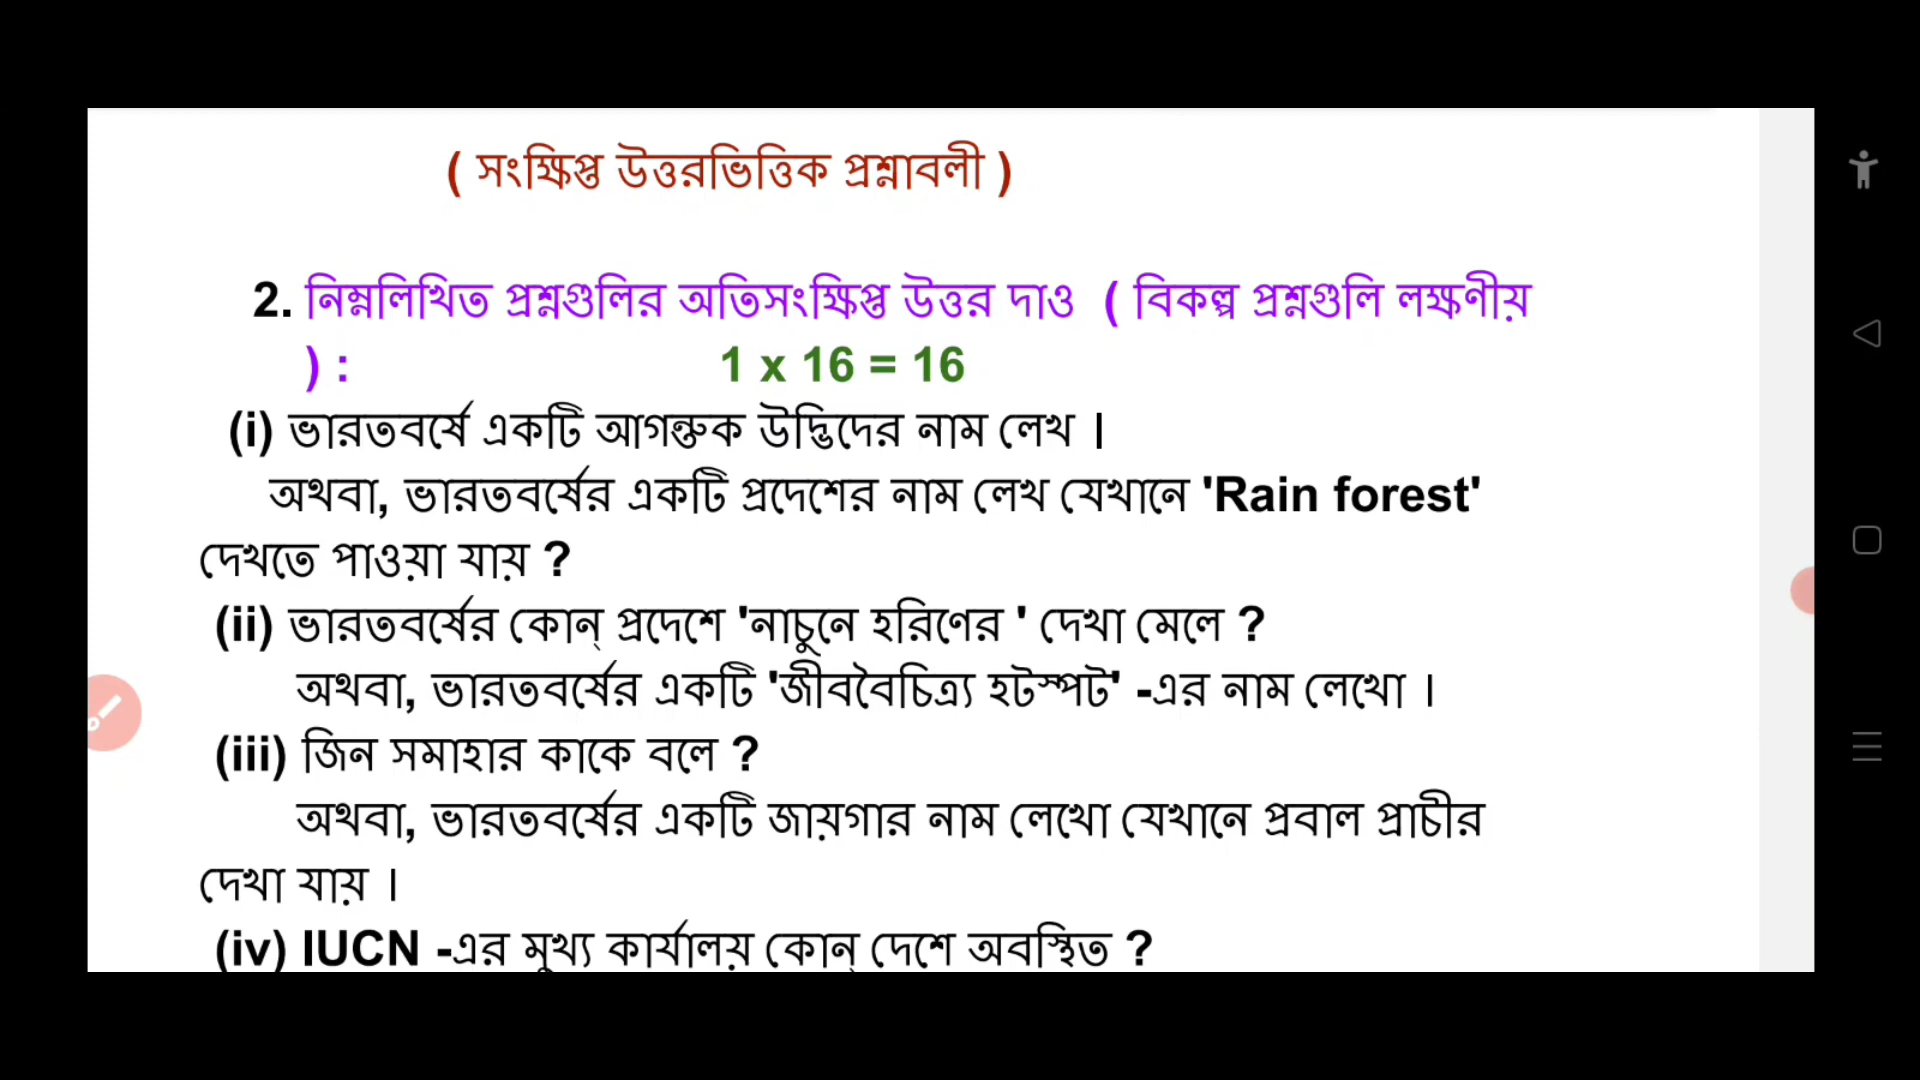 ( সংক্ষিপ্ত উত্তরভিত্তিক প্রশ্নাবলী )
2. নিম্নলিখিত প্রশ্নগুলির অতিসংক্ষিপ্ত উত্তর দাও ( বিকল্প প্রশ্নগুলি লক্ষণীয়
) : 1 x 16 = 16
(i) ভারতবর্ষে একটি আগন্তুক উদ্ভিদের নাম লেখ ।
অথবা, ভারতবর্ষের একটি প্রদেশের নাম লেখ যেখানে 'Rain forest'
দেখতে পাওয়া যায় ?
(ii) ভারতবর্ষের কোন্ প্রদেশে 'নাচুনে হরিণের ' দেখা মেলে ?
অথবা, ভারতবর্ষের একটি 'জীববৈচিত্র্য হটস্পট' -এর নাম লেখো ।
(iii) জিন সমাহার কাকে বলে ?
অথবা, ভারতবর্ষের একটি জায়গার নাম লেখো যেখানে প্রবাল প্রাচীর
দেখা যায় ।
(iv) IUCN -এর মুখ্য কার্যালয় কোন্ দেশে অবস্থিত ?